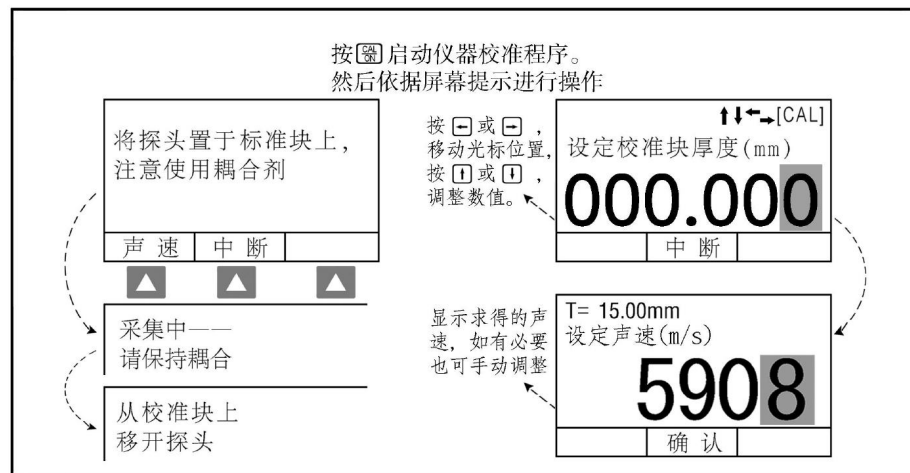 按[CAL ON]启动仪器校准程序。
然后依据屏幕提示进行操作
将探头置于标准块上，
注意使用耦合剂
声速 中断
采集中——
请保持耦合
从校准块上
移开探头
按←或→，
移动光标位置，
按↑或↓，
调整数值。
↑↓←→[CAL]
设定校准块厚度(mm)
000.000
中断
显示求得的声
速，如有必要
也可手动调整
T= 15.00mm
设定声速(m/s)
5908
确认